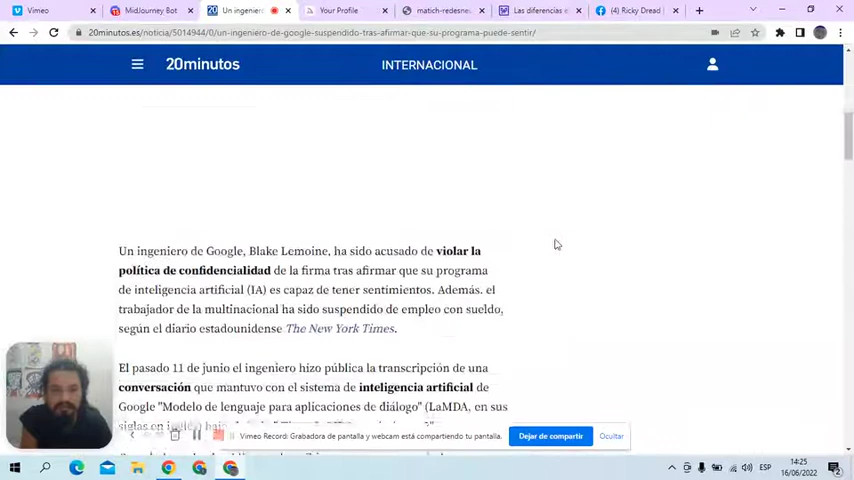 Vimeo
MidJourney Bot
Un ingeniero
Your Profile
matich-redesneu
Las diferencias e
(4) Ricky Dread |
20minutos.es/noticia/5014944/0/un-ingeniero-de-google-suspendido-tras-afirmar-que-su-programa-puede-sentir/
20minutos
INTERNACIONAL
Un ingeniero de Google, Blake Lemoine, ha sido acusado de violar la
política de confidencialidad de la firma tras afirmar que su programa
de inteligencia artificial (IA) es capaz de tener sentimientos. Además. el
trabajador de la multinacional ha sido suspendido de empleo con sueldo,
según el diario estadounidense The New York Times.
El pasado 11 de junio el ingeniero hizo pública la transcripción de una
conversación que mantuvo con el sistema de inteligencia artificial de
Google "Modelo de lenguaje para aplicaciones de diálogo" (LaMDA, en sus
siglas en inglés)
Vimeo Record: Grabadora de pantalla y webcam está compartiendo tu pantalla.
Dejar de compartir
Ocultar
ESP
14:25
16/06/2022
2